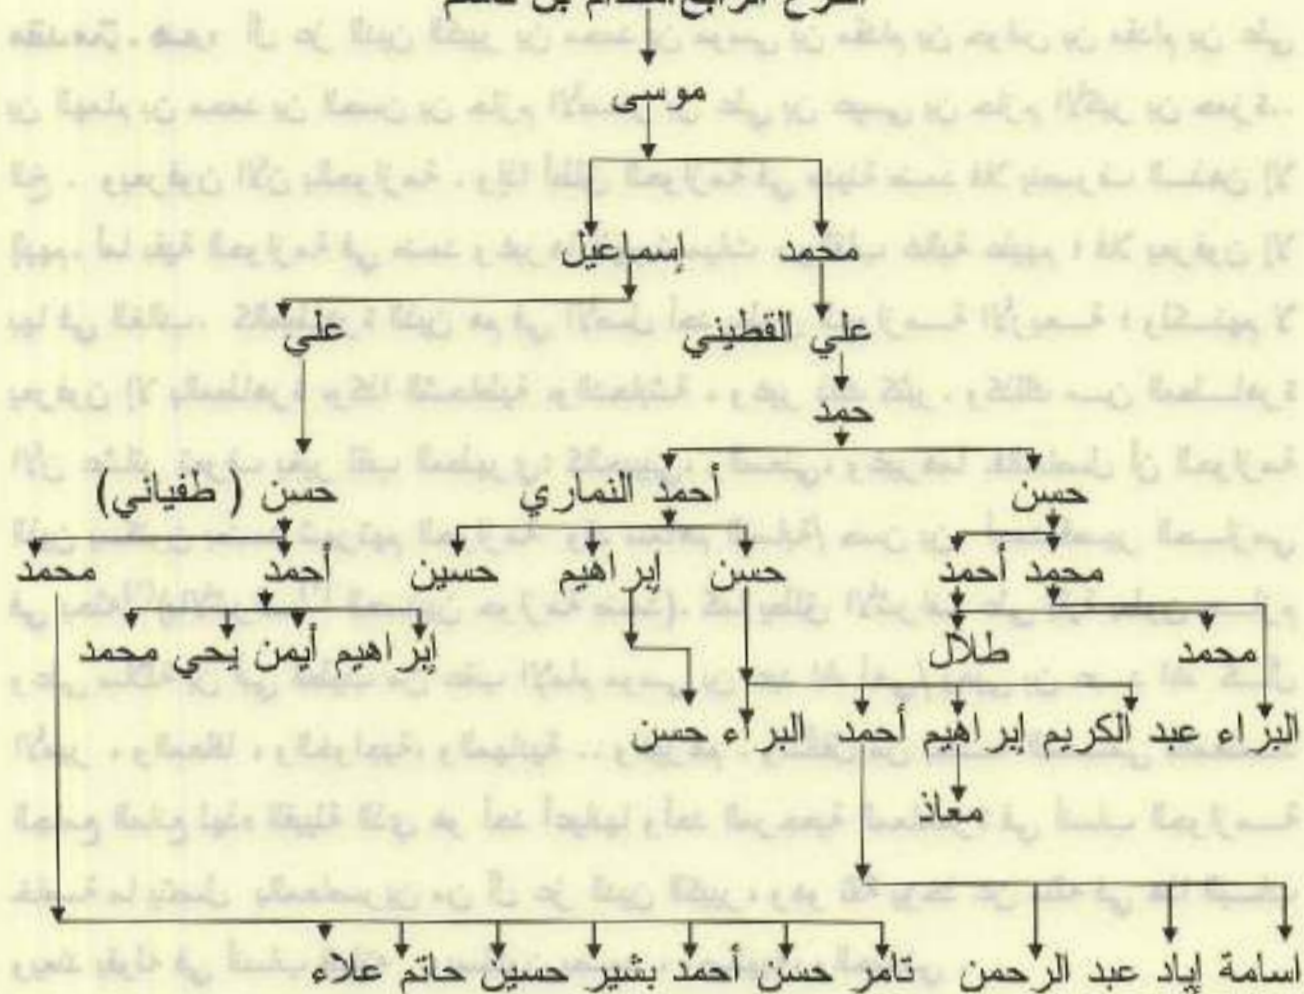 موسى
محمد إسماعيل
علي القطيني علي
حمد
حسن أحمد النماري حسن ( طفياني)
محمد أحمد حسن إبراهيم حسين أحمد محمد
محمد طلال إبراهيم أيمن يحي محمد
البراء عبد الكريم إبراهيم أحمد البراء حسن
معاذ
اسامة إياد عبد الرحمن تامر حسن أحمد بشير حسين حاتم علاء